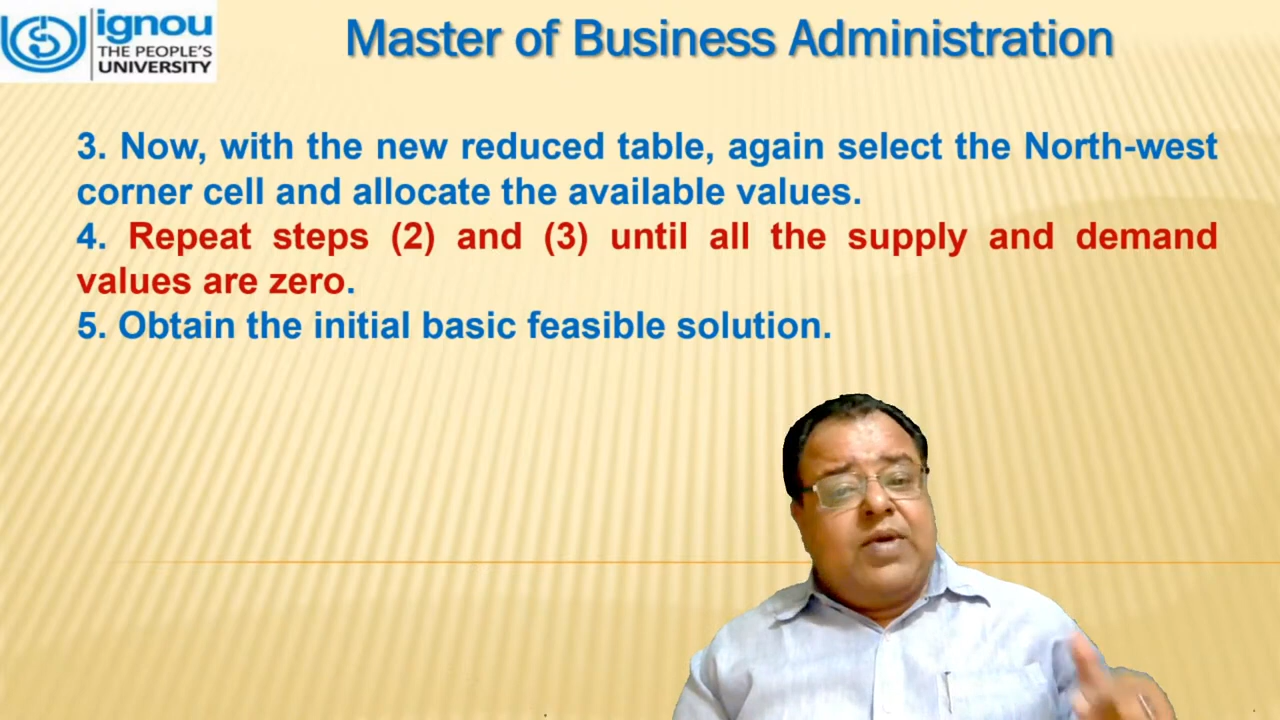 ignou
THE PEOPLE'S
UNIVERSITY
Master of Business Administration
3. Now, with the new reduced table, again select the North-west
corner cell and allocate the available values.
4. Repeat steps (2) and (3) until all the supply and demand
values are zero.
5. Obtain the initial basic feasible solution.